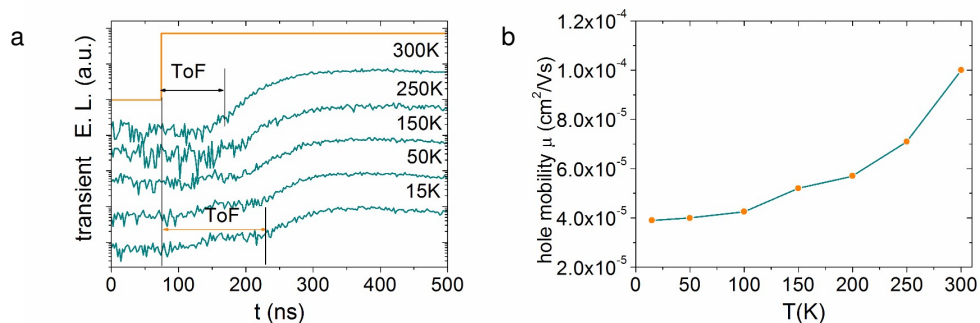 a
transient E. L. (a.u.)
300K
ToF
250K
150K
50K
15K
ToF
0 100 200 300 400 500
t (ns)
b
hole mobility μ (cm²/Vs)
1.2x10⁻⁴
1.0x10⁻⁴
8.0x10⁻⁵
6.0x10⁻⁵
4.0x10⁻⁵
2.0x10⁻⁵
0 50 100 150 200 250 300
T(K)